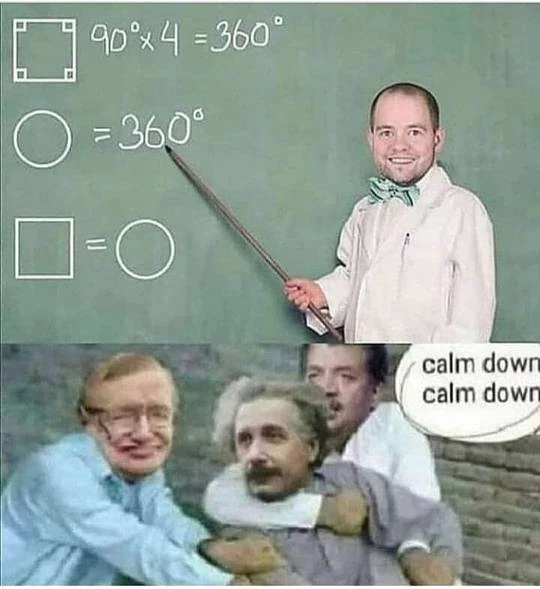 90°x4 =360°
= 360°
=
calm down
calm down